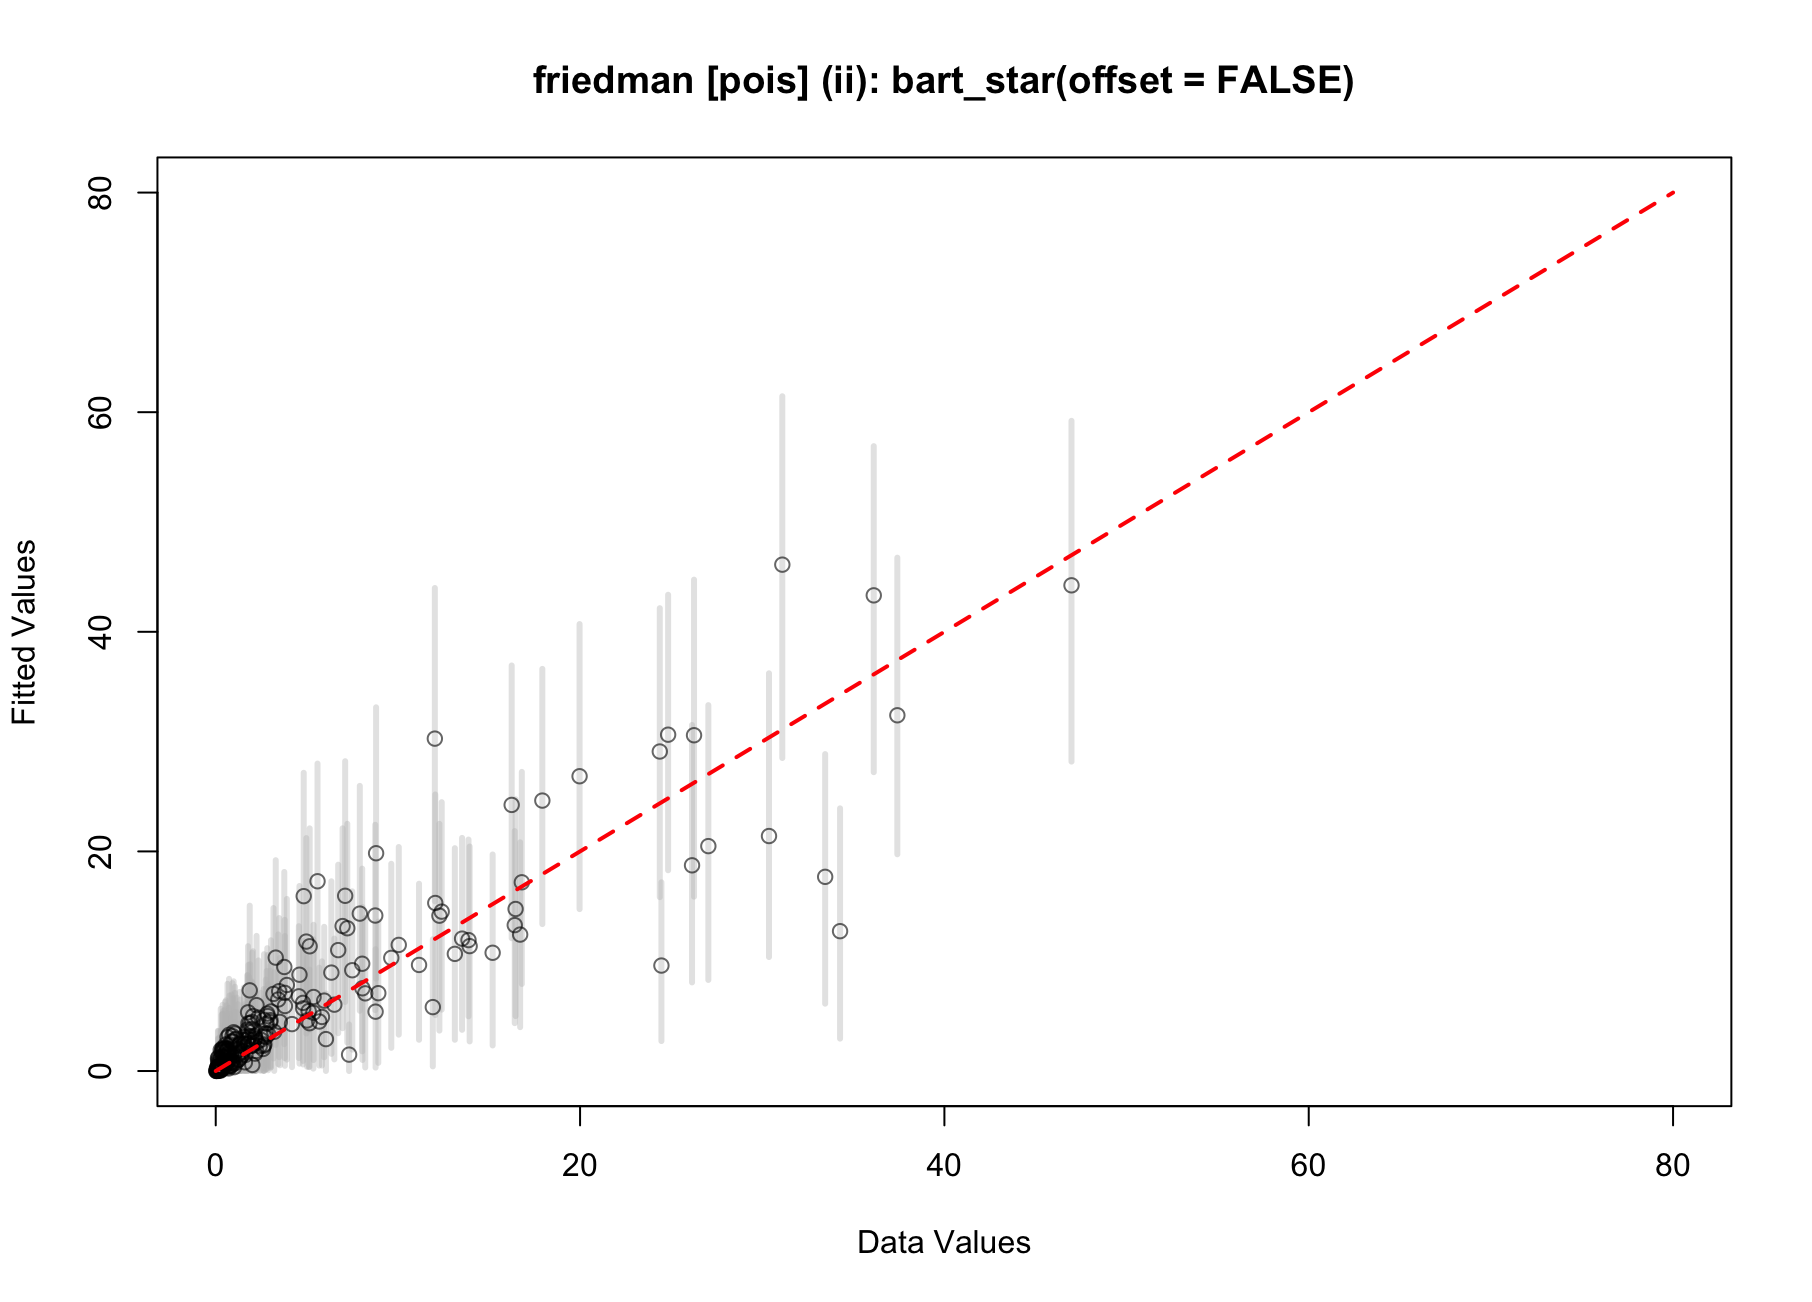 friedman [pois] (ii): bart_star(offset = FALSE)
80
60
40
20
0
Fitted Values
0 20 40 60 80
Data Values